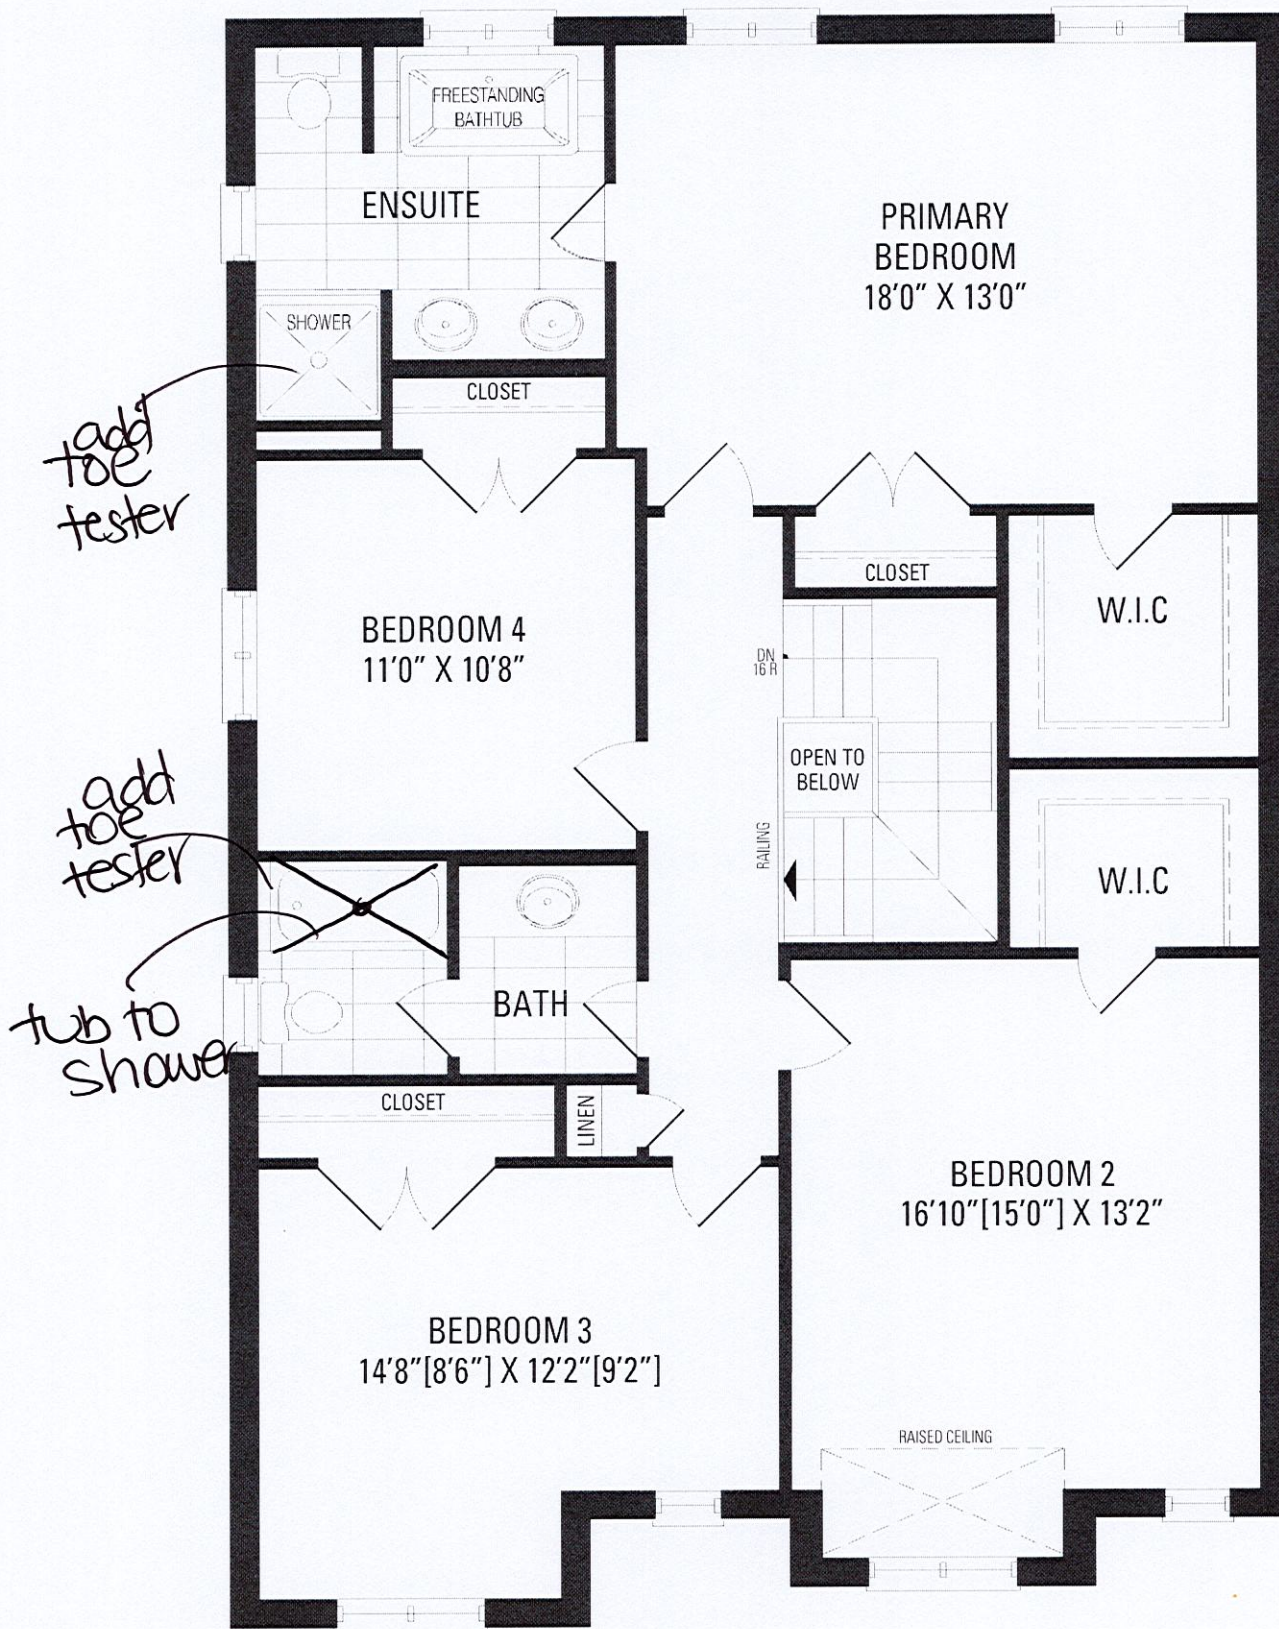 FREESTANDING
BATHTUB
ENSUITE
PRIMARY
BEDROOM
18'0" X 13'0"
SHOWER
CLOSET
add
toe
tester
CLOSET
W.I.C
BEDROOM 4
11'0" X 10'8"
DN
16 R
OPEN TO
BELOW
RAILING
add
toe
tester
W.I.C
tub to
shower
BATH
CLOSET
LINEN
BEDROOM 2
16'10"[15'0"] X 13'2"
BEDROOM 3
14'8"[8'6"] X 12'2"[9'2"]
RAISED CEILING